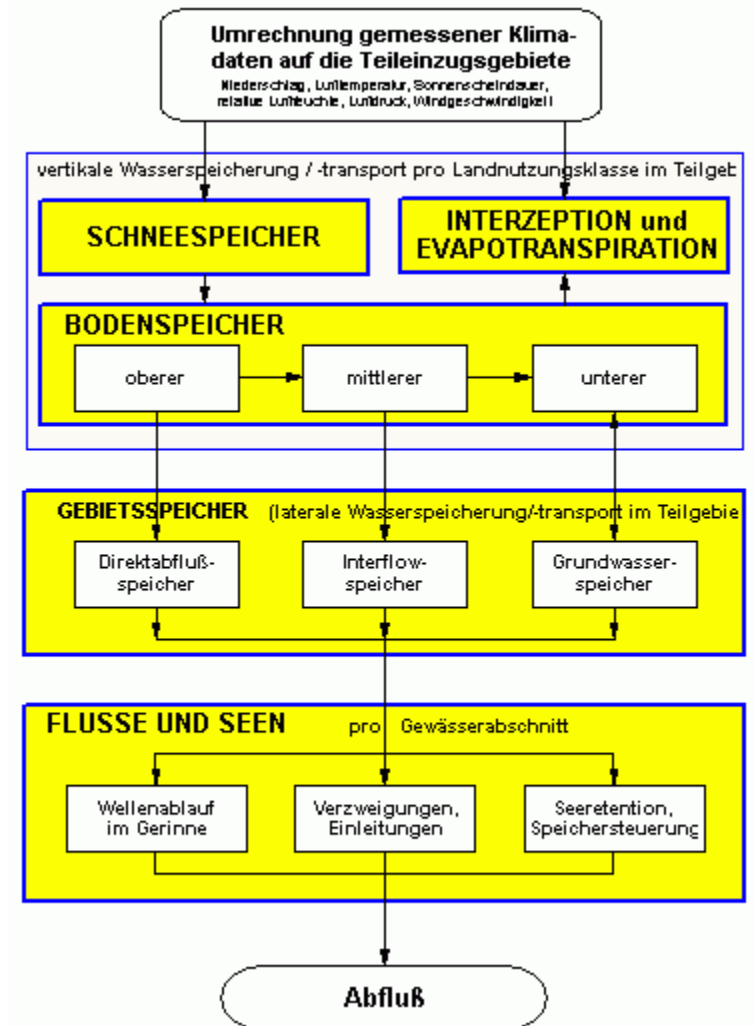 Umrechnung gemessener Klima-
daten auf die Teileinzugsgebiete
Niederschlag, Lufttemperatur, Sonnenscheindauer,
relative Luftfeuchte, Luftdruck, Windgeschwindigkeit
vertikale Wasserspeicherung / -transport pro Landnutzungsklasse im Teilgeb
SCHNEESPEICHER
INTERZEPTION und
EVAPOTRANSPIRATION
BODENSPEICHER
oberer
mittlerer
unterer
GEBIETSSPEICHER (laterale Wasserspeicherung/-transport im Teilgebie
Direktabfluß-
speicher
Interflow-
speicher
Grundwasser-
speicher
FLUSSE UND SEEN pro Gewässerabschnitt
Wellenablauf
im Gerinne
Verzweigungen,
Einleitungen
Seeretention,
Speichersteuerung
Abfluß